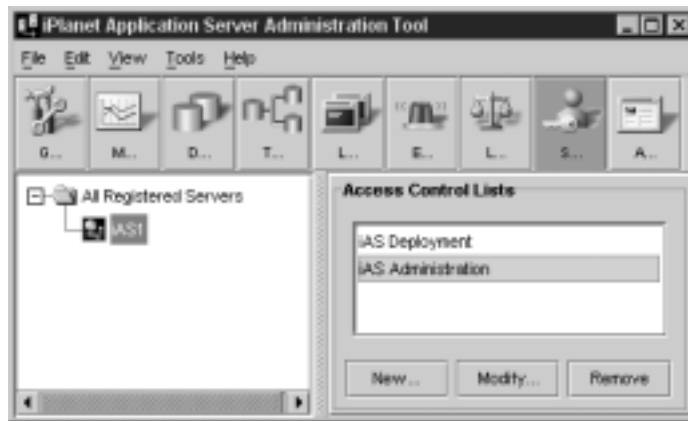 iPlanet Application Server Administration Tool
File Edit View Tools Help
G... M... D... T... L... E... L... S... A...
All Registered Servers
iAS1
Access Control Lists
iAS Deployment
iAS Administration
New... Modify... Remove